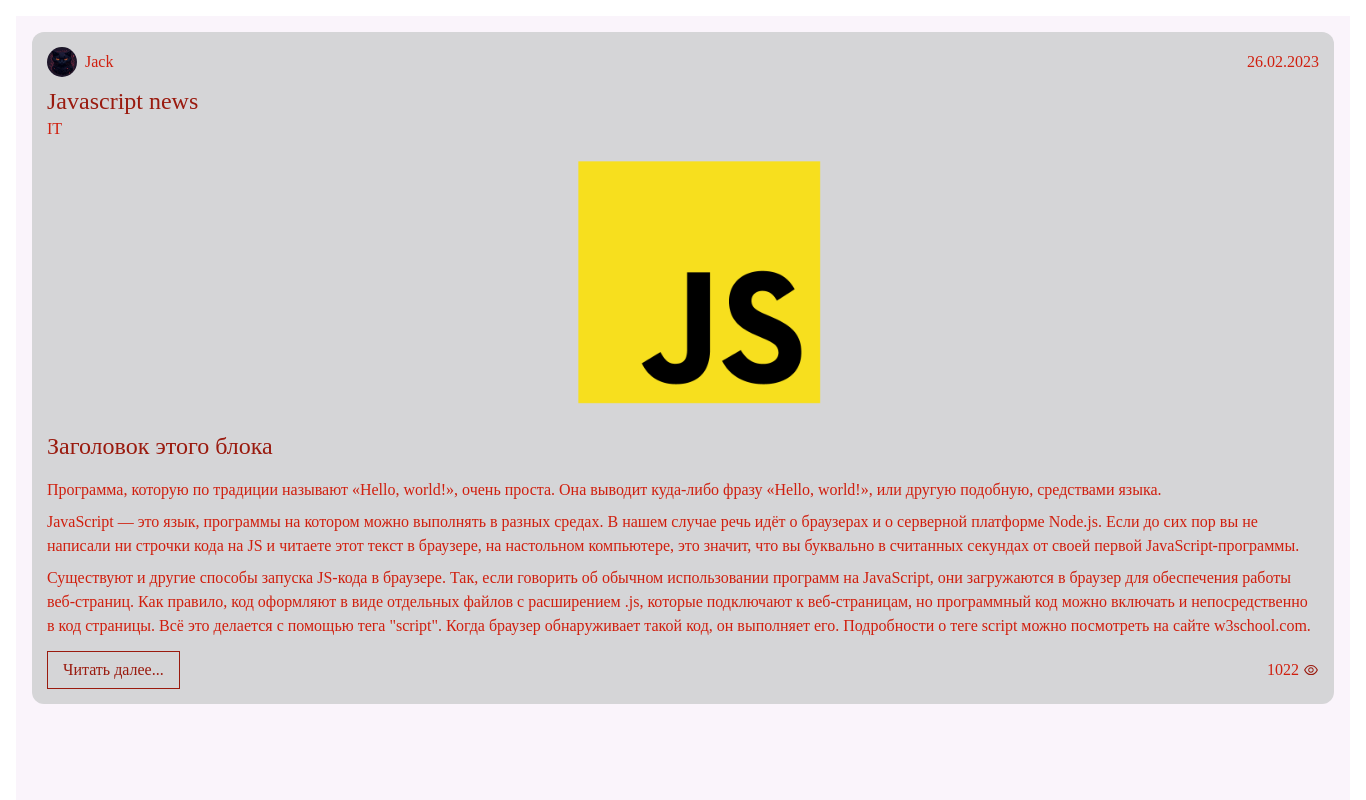 Jack
26.02.2023
Javascript news
IT
JS
Заголовок этого блока
Программа, которую по традиции называют «Hello, world!», очень проста. Она выводит куда-либо фразу «Hello, world!», или другую подобную, средствами языка.
JavaScript — это язык, программы на котором можно выполнять в разных средах. В нашем случае речь идёт о браузерах и о серверной платформе Node.js. Если до сих пор вы не
написали ни строчки кода на JS и читаете этот текст в браузере, на настольном компьютере, это значит, что вы буквально в считанных секундах от своей первой JavaScript-программы.
Существуют и другие способы запуска JS-кода в браузере. Так, если говорить об обычном использовании программ на JavaScript, они загружаются в браузер для обеспечения работы
веб-страниц. Как правило, код оформляют в виде отдельных файлов с расширением .js, которые подключают к веб-страницам, но программный код можно включать и непосредственно
в код страницы. Всё это делается с помощью тега "script". Когда браузер обнаруживает такой код, он выполняет его. Подробности о теге script можно посмотреть на сайте w3school.com.
Читать далее...
1022